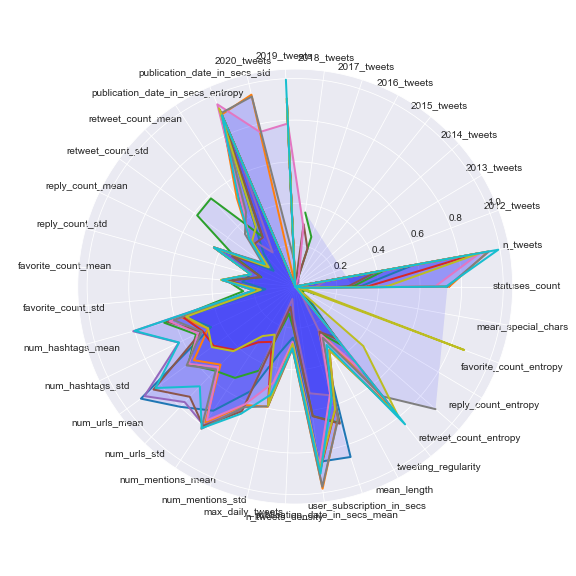 2019_tweets
2018_tweets
2017_tweets
2016_tweets
2015_tweets
2014_tweets
2013_tweets
2012_tweets
n_tweets
statuses_count
mean_special_chars
favorite_count_entropy
reply_count_entropy
retweet_count_entropy
tweeting_regularity
mean_length
user_subscription_in_secs
publication_date_in_secs_mean
n_tweets_density
max_daily_tweets
num_mentions_std
num_mentions_mean
num_urls_std
num_urls_mean
num_hashtags_std
num_hashtags_mean
favorite_count_std
favorite_count_mean
reply_count_std
reply_count_mean
retweet_count_std
retweet_count_mean
publication_date_in_secs_entropy
publication_date_in_secs_std
2020_tweets
0.2
0.4
0.6
0.8
1.0